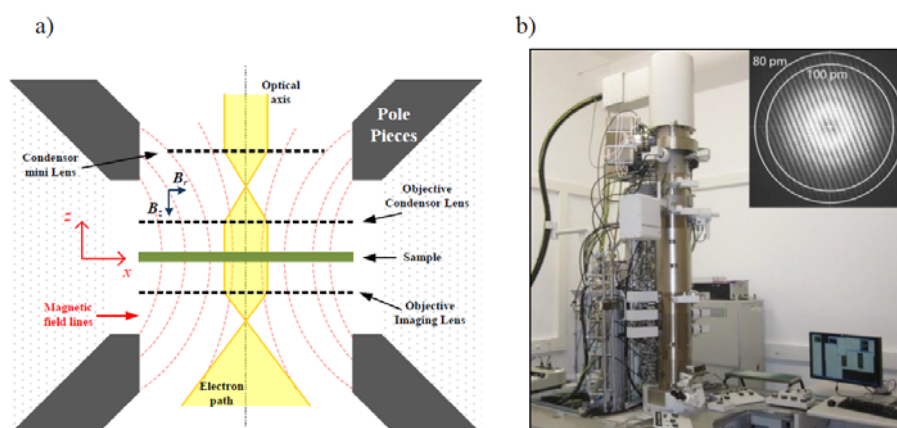 a)
b)
Optical
axis
Pole
Pieces
Condensor
mini Lens
B_r
B_z
Objective
Condensor Lens
z
x
Sample
Magnetic
field lines
Objective
Imaging Lens
Electron
path
80 pm
100 pm